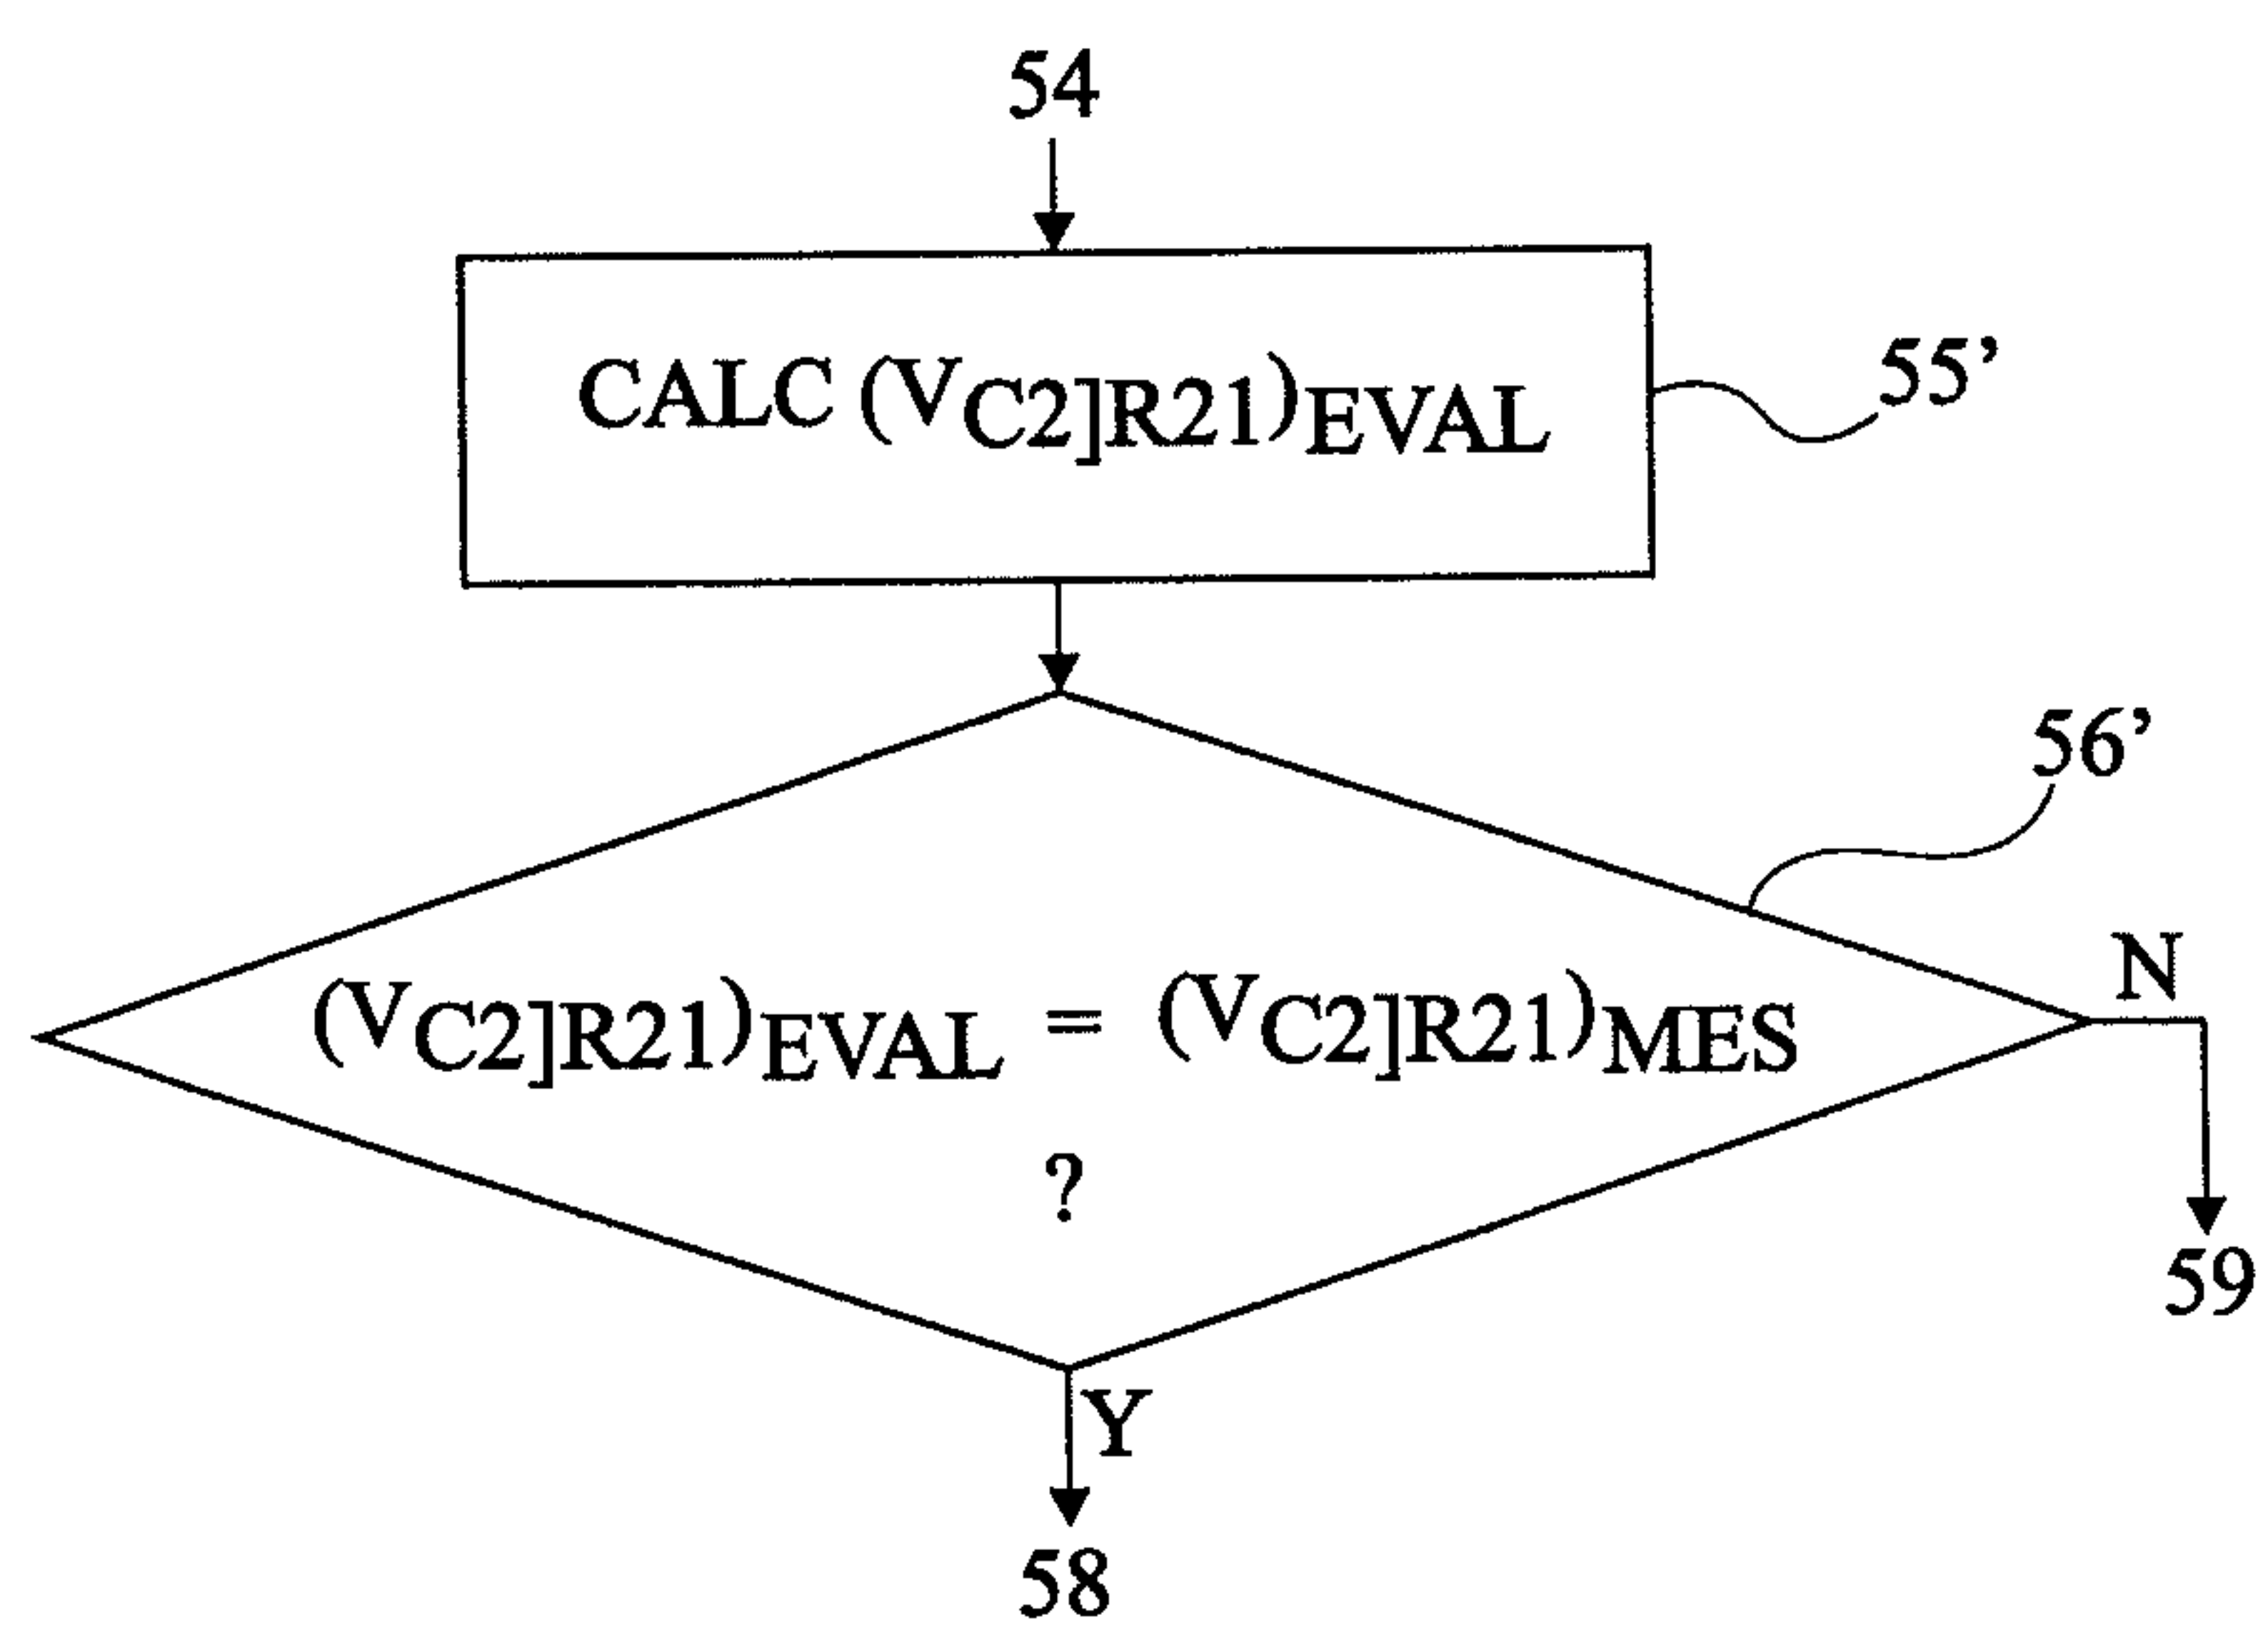 54
CALC (VC2]R21)EVAL
55’
56’
(VC2]R21)EVAL = (VC2]R21)MES
?
N
59
Y
58